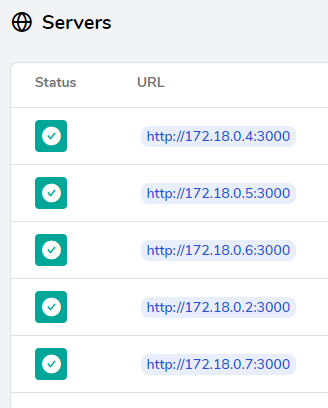 Servers
Status URL
http://172.18.0.4:3000
http://172.18.0.5:3000
http://172.18.0.6:3000
http://172.18.0.2:3000
http://172.18.0.7:3000